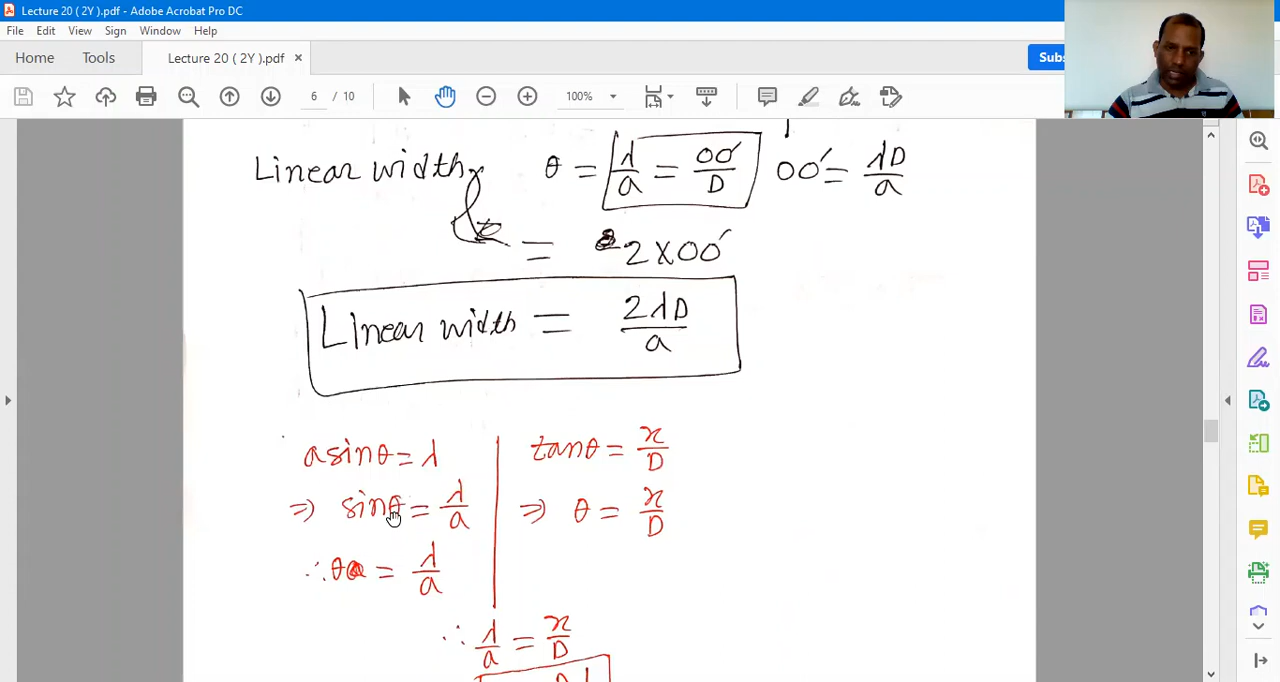 Lecture 20 ( 2Y ).pdf - Adobe Acrobat Pro DC
File Edit View Sign Window Help
Home Tools Lecture 20 ( 2Y ).pdf × Subs
6 / 10 100%
Linear width, θ = λ/a = OO′/D OO′ = λD/a
= 2×OO′
Linear width = 2λD/a
a sinθ = λ | tanθ = x/D
⇒ sinθ = λ/a | ⇒ θ = x/D
∴ θ = λ/a
∴ λ/a = x/D